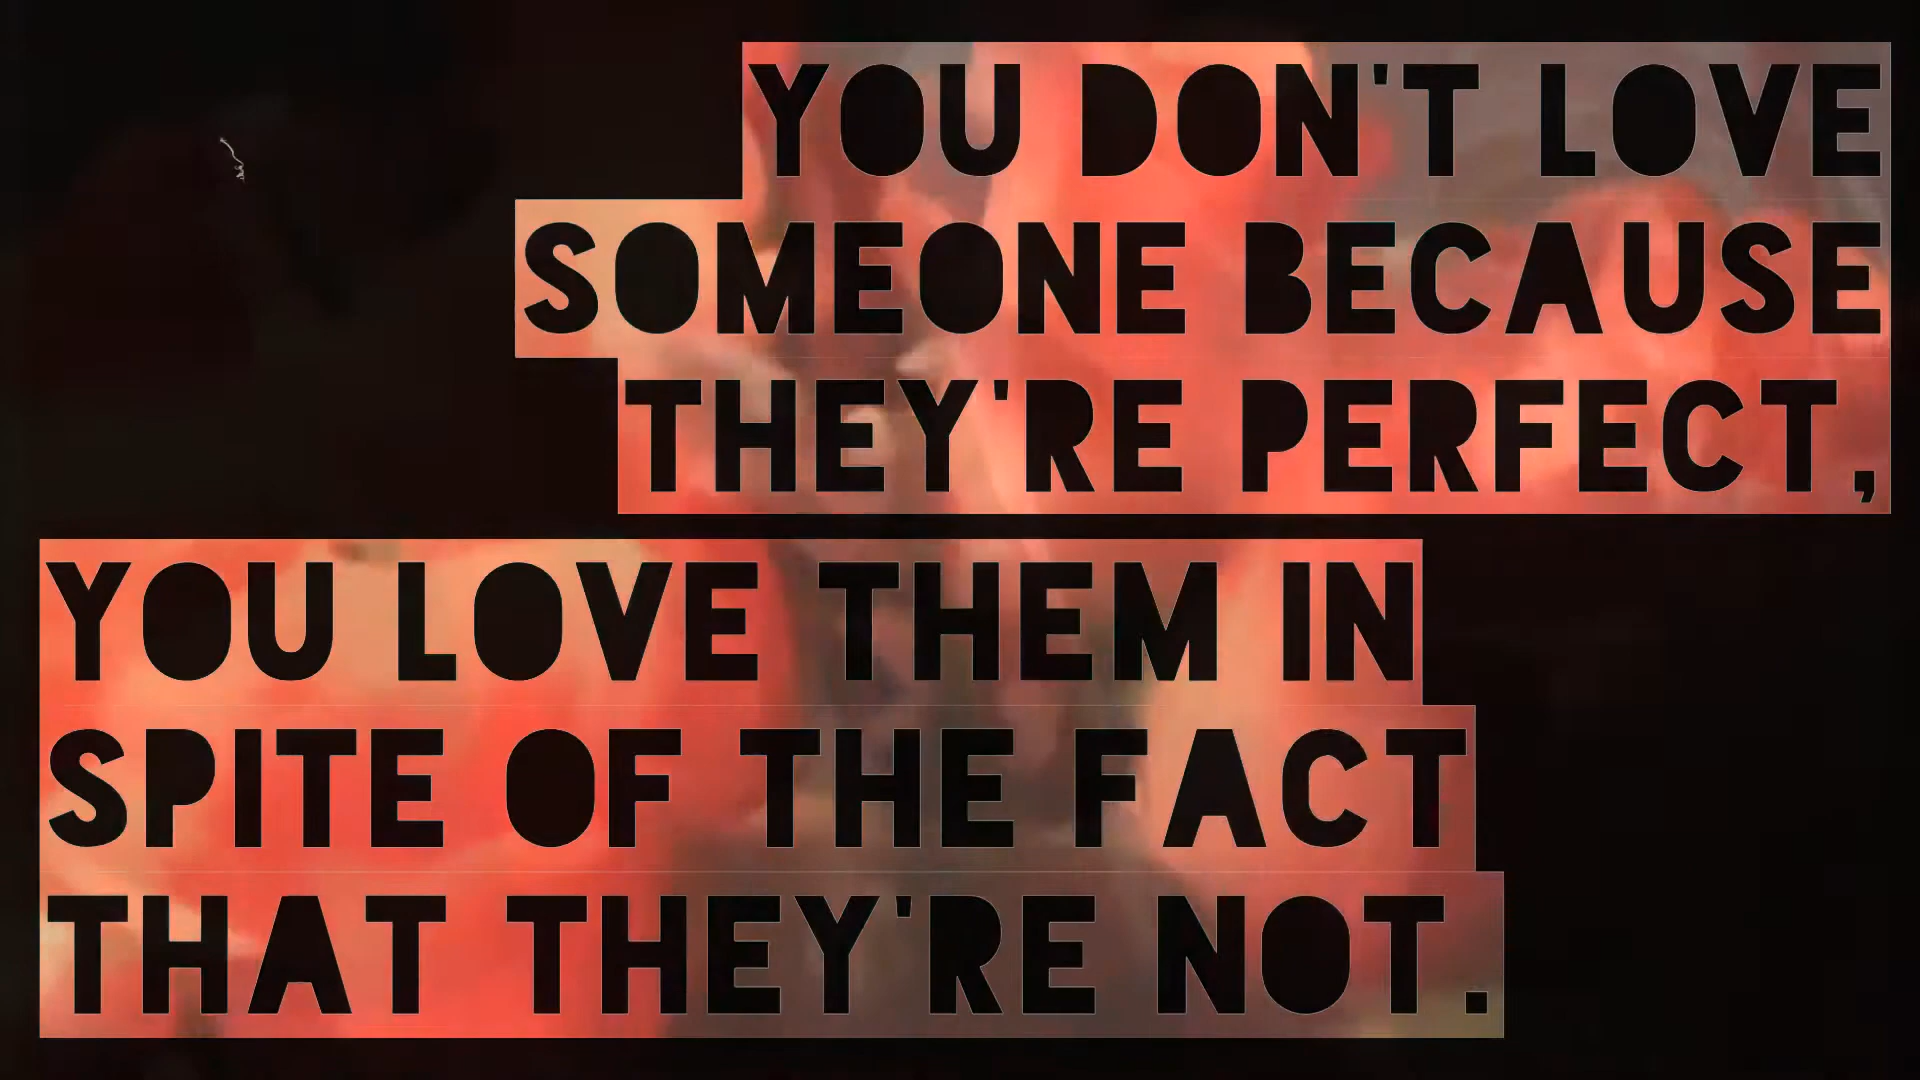 YOU DON'T LOVE
SOMEONE BECAUSE
THEY'RE PERFECT,
YOU LOVE THEM IN
SPITE OF THE FACT
THAT THEY'RE NOT.